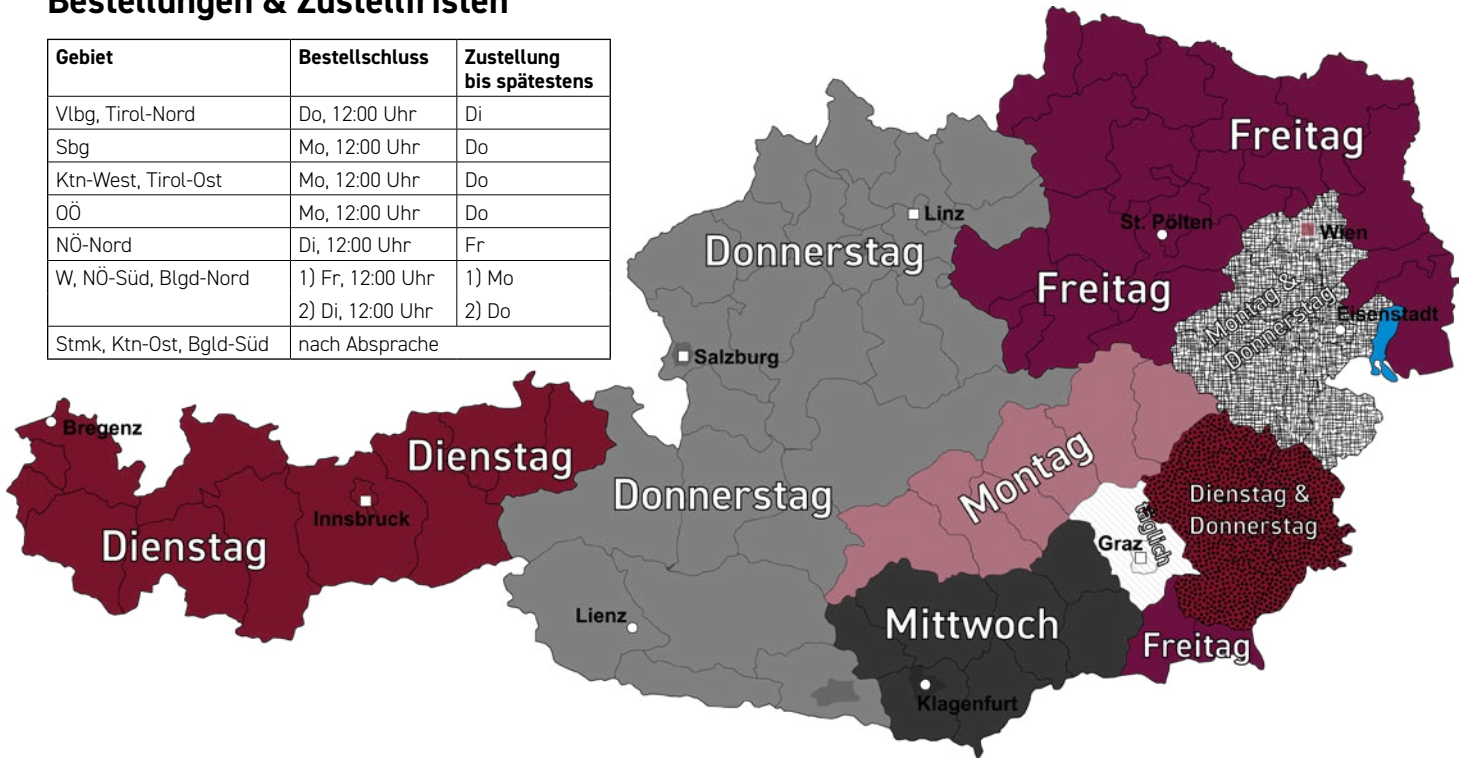 Bestellungen & Zustellfristen
Gebiet Bestellschluss Zustellung
bis spätestens
Vlbg, Tirol-Nord Do, 12:00 Uhr Di
Sbg Mo, 12:00 Uhr Do
Ktn-West, Tirol-Ost Mo, 12:00 Uhr Do
OÖ Mo, 12:00 Uhr Do
NÖ-Nord Di, 12:00 Uhr Fr
W, NÖ-Süd, Blgd-Nord 1) Fr, 12:00 Uhr 1) Mo
2) Di, 12:00 Uhr 2) Do
Stmk, Ktn-Ost, Bgld-Süd nach Absprache
Freitag
Linz
St. Pölten
Wien
Donnerstag
Freitag
Montag &
Donnerstag
Eisenstadt
Salzburg
Bregenz
Dienstag
Montag
Donnerstag
Dienstag &
Donnerstag
Innsbruck
täglich
Dienstag
Graz
Lienz
Mittwoch
Freitag
Klagenfurt